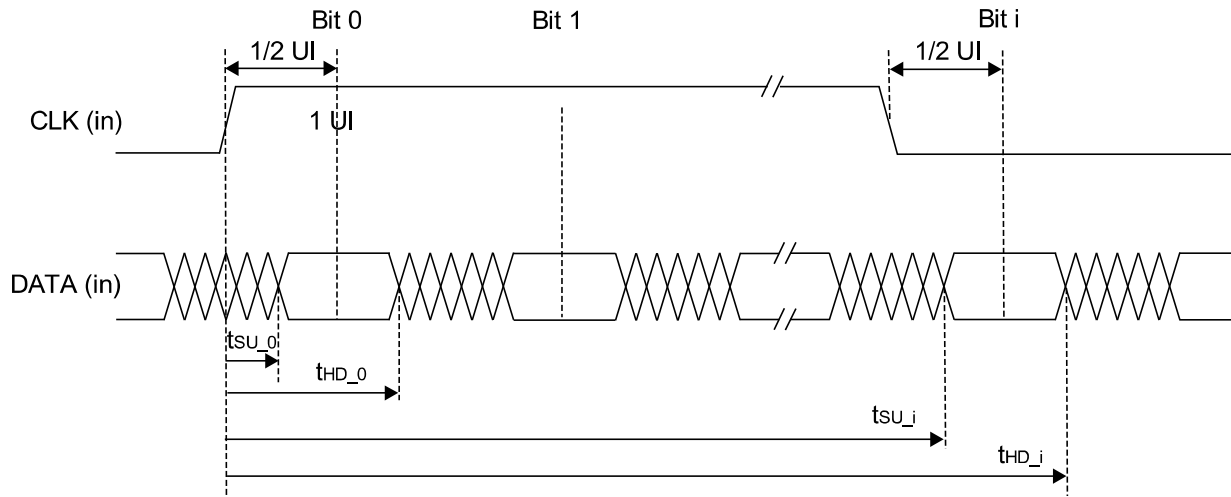 Bit 0 Bit 1 Bit i
1/2 UI 1/2 UI
CLK (in) 1 UI
DATA (in)
tSU_0
tHD_0
tSU_i
tHD_i